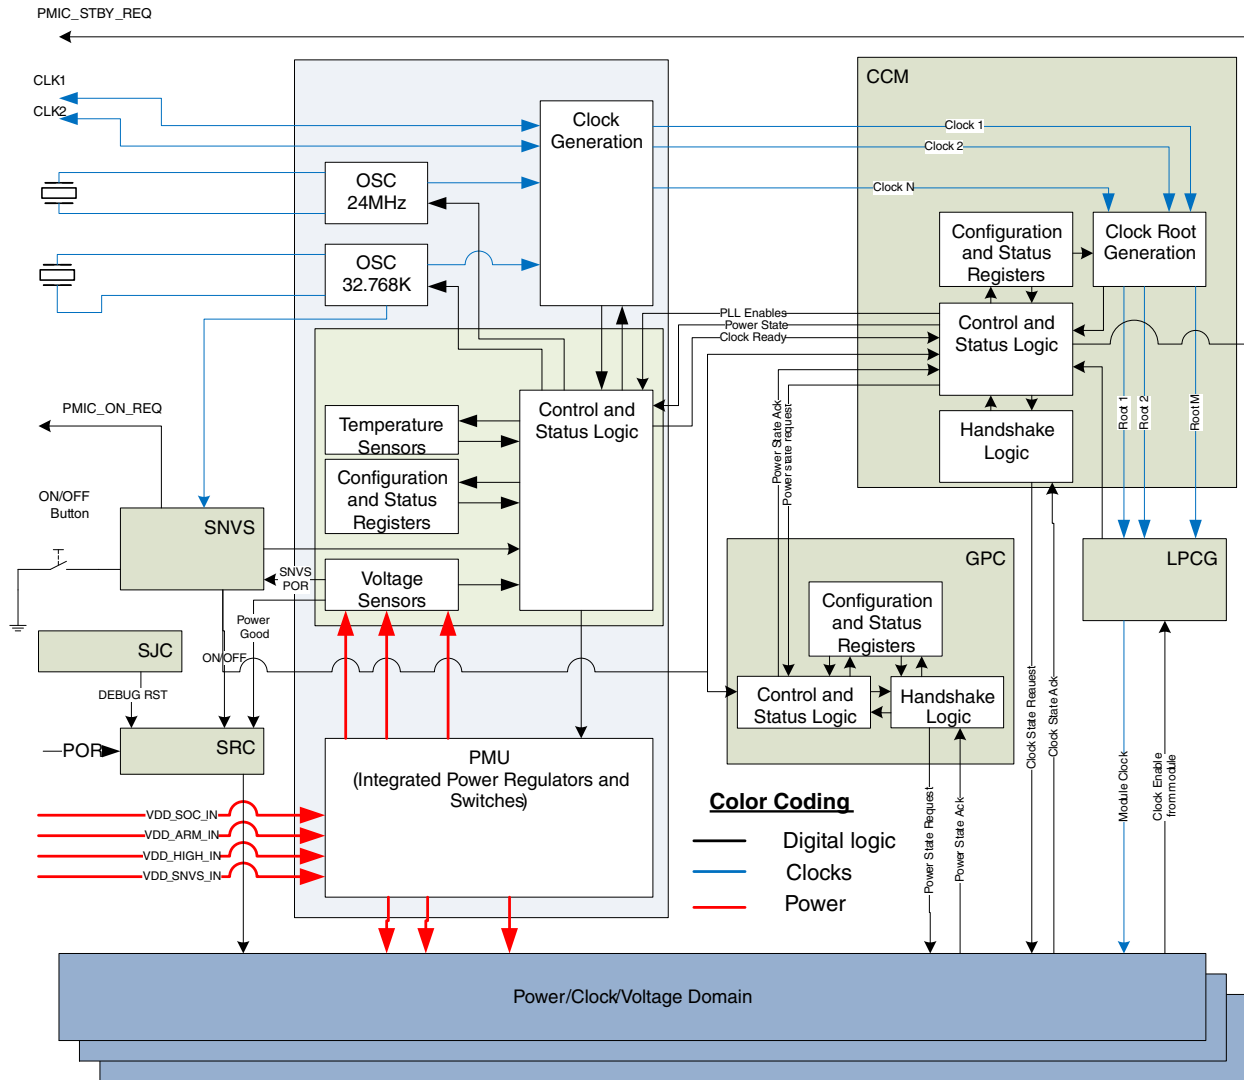 PMIC_STBY_REQ
CLK1
CLK2
CCM
Clock
Generation
Clock 1
Clock 2
Clock N
OSC
24MHz
OSC
32.768K
Configuration
and Status
Registers
Clock Root
Generation
PLL Enables
Power State
Clock Ready
Control and
Status Logic
Root 1
Root 2
Root M
Handshake
Logic
Power State Ack
Power state request
PMIC_ON_REQ
Temperature
Sensors
Control and
Status Logic
Configuration
and Status
Registers
ON/OFF
Button
SNVS
SNVS
POR
Voltage
Sensors
Power
Good
GPC
LPCG
Configuration
and Status
Registers
SJC
ON/OFF
DEBUG RST
Control and
Status Logic
Handshake
Logic
Clock State Request
Clock State Ack
POR
SRC
PMU
(Integrated Power Regulators and
Switches)
VDD_SOC_IN
VDD_ARM_IN
VDD_HIGH_IN
VDD_SNVS_IN
Color Coding
Digital logic
Clocks
Power
Power State Request
Power State Ack
Module Clock
Clock Enable
from module
Power/Clock/Voltage Domain